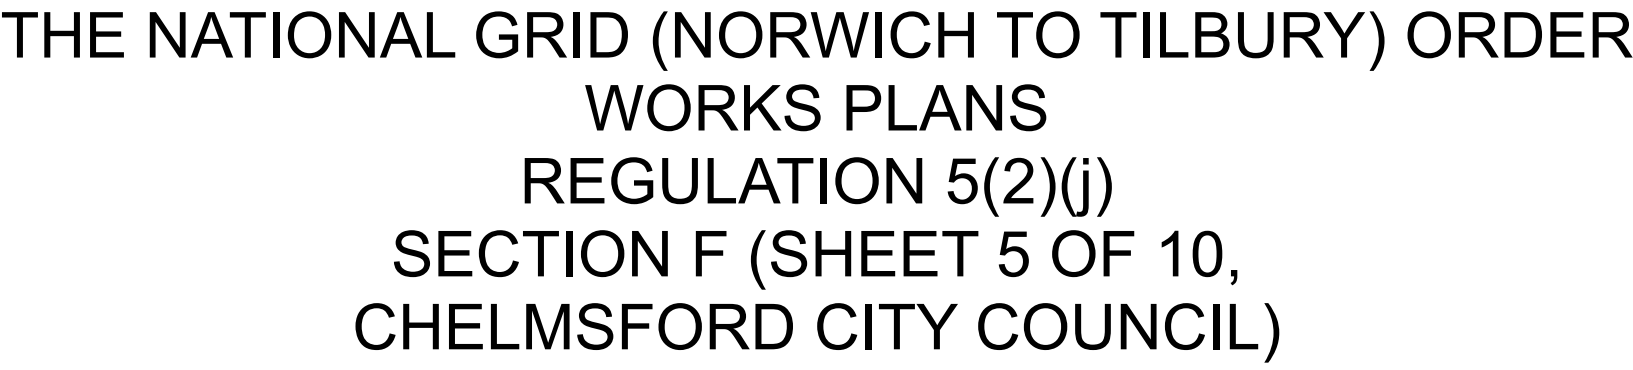 THE NATIONAL GRID (NORWICH TO TILBURY) ORDER
WORKS PLANS
REGULATION 5(2)(j)
SECTION F (SHEET 5 OF 10,
CHELMSFORD CITY COUNCIL)